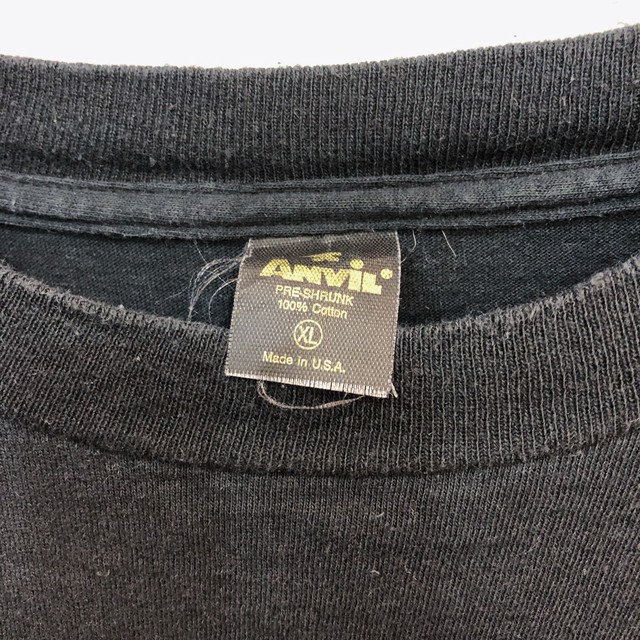 ANViL®
PRE-SHRUNK
100% Cotton
XL
Made in U.S.A.